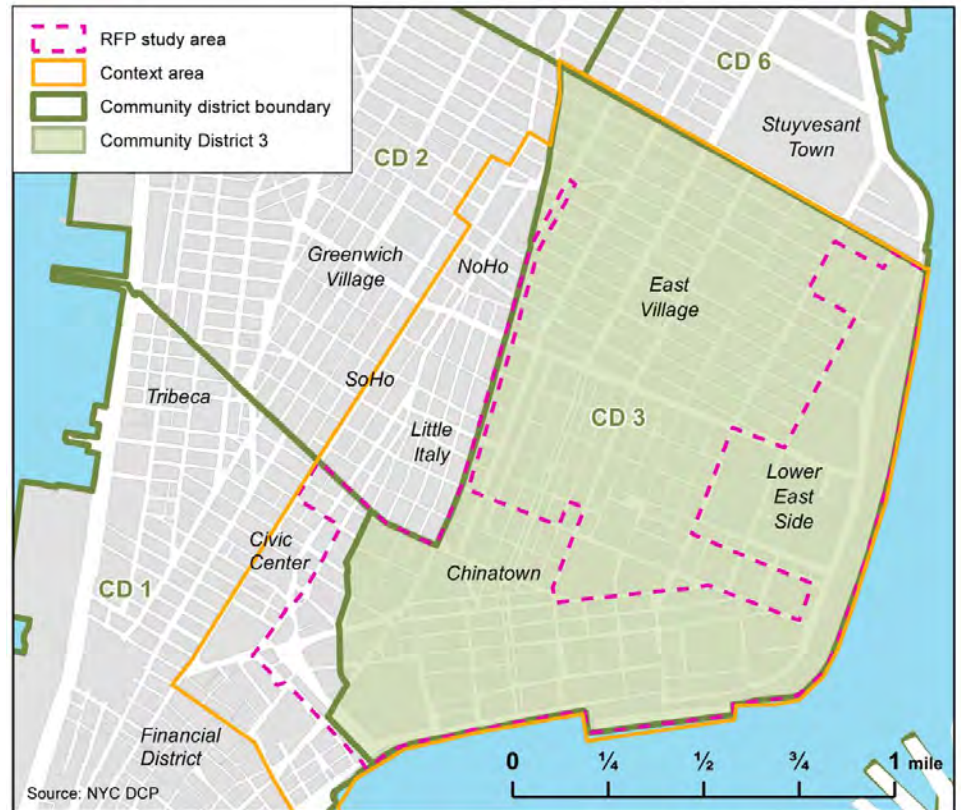 RFP study area
Context area
Community district boundary
Community District 3
CD 6
Stuyvesant
Town
CD 2
Greenwich
Village
NoHo
East
Village
SoHo
Tribeca
Little
Italy
CD 3
Lower
East
Side
Civic
Center
Chinatown
CD 1
Financial
District
0 ¼ ½ ¾ 1 mile
Source: NYC DCP